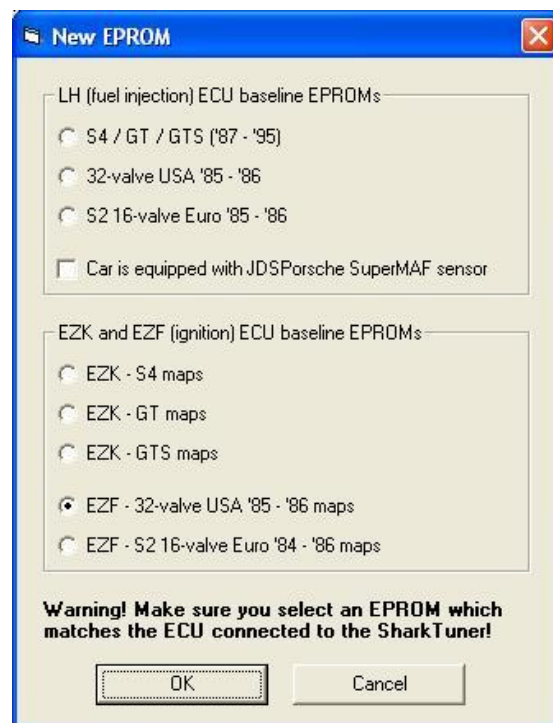 New EPROM
LH (fuel injection) ECU baseline EPROMs
S4 / GT / GTS ('87 - '95)
32-valve USA '85 - '86
S2 16-valve Euro '85 - '86
Car is equipped with JDSPorsche SuperMAF sensor
EZK and EZF (ignition) ECU baseline EPROMs
EZK - S4 maps
EZK - GT maps
EZK - GTS maps
EZF - 32-valve USA '85 - '86 maps
EZF - S2 16-valve Euro '84 - '86 maps
Warning! Make sure you select an EPROM which
matches the ECU connected to the SharkTuner!
OK
Cancel